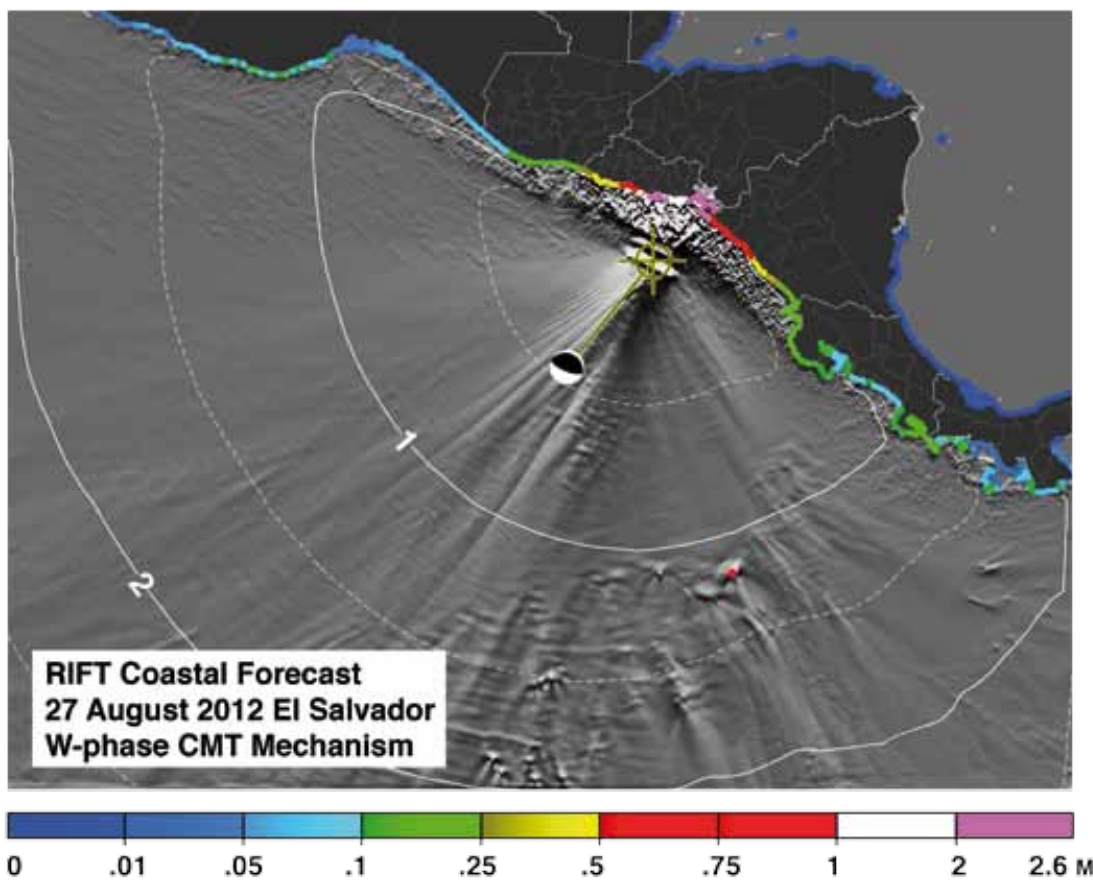 1
2
RIFT Coastal Forecast
27 August 2012 El Salvador
W-phase CMT Mechanism
0 .01 .05 .1 .25 .5 .75 1 2 2.6 M